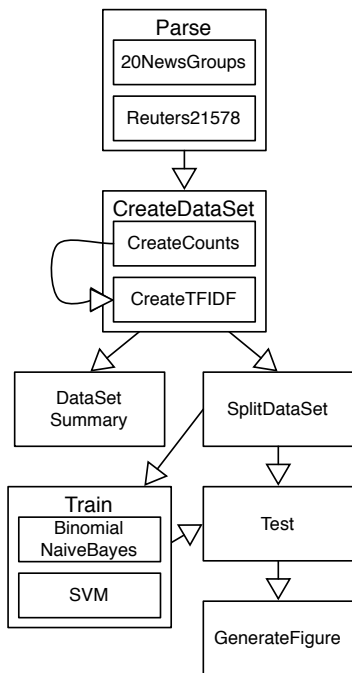 Parse
20NewsGroups
Reuters21578
CreateDataSet
CreateCounts
CreateTFIDF
DataSet
Summary
SplitDataSet
Train
Binomial
NaiveBayes
SVM
Test
GenerateFigure